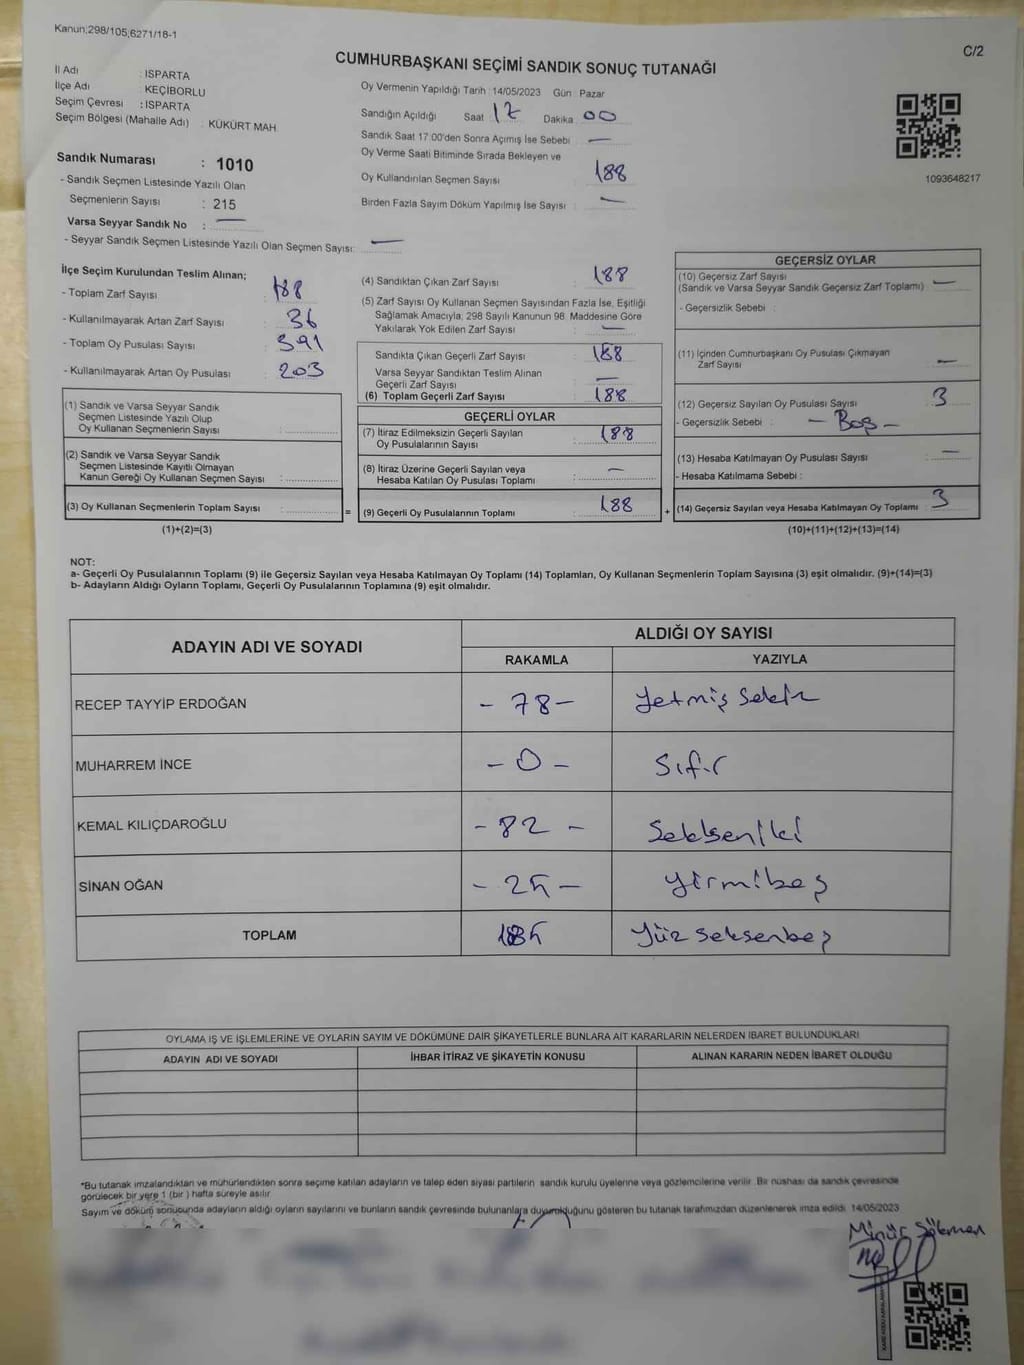 Kanun;298/105;6271/18-1
C/2
CUMHURBAŞKANI SEÇİMİ SANDIK SONUÇ TUTANAĞI
İl Adı : ISPARTA
İlçe Adı : KEÇİBORLU
Seçim Çevresi : ISPARTA
Seçim Bölgesi (Mahalle Adı) : KÜKÜRT MAH.
Oy Vermenin Yapıldığı Tarih : 14/05/2023 Gün : Pazar
Sandığın Açıldığı Saat 17 Dakika 00
Sandık Saat 17:00'den Sonra Açımış İse Sebebi : —
Oy Verme Saati Bitiminde Sırada Bekleyen ve
Oy Kullandırılan Seçmen Sayısı : 188
Birden Fazla Sayım Döküm Yapılmış İse Sayısı : —
1093648217
Sandık Numarası : 1010
- Sandık Seçmen Listesinde Yazılı Olan
Seçmenlerin Sayısı : 215
Varsa Seyyar Sandık No : —
- Seyyar Sandık Seçmen Listesinde Yazılı Olan Seçmen Sayısı: —
İlçe Seçim Kurulundan Teslim Alınan;
- Toplam Zarf Sayısı : 188
- Kullanılmayarak Artan Zarf Sayısı : 36
- Toplam Oy Pusulası Sayısı : 391
- Kullanılmayarak Artan Oy Pusulası : 203
(1) Sandık ve Varsa Seyyar Sandık
Seçmen Listesinde Yazılı Olup
Oy Kullanan Seçmenlerin Sayısı :
(2) Sandık ve Varsa Seyyar Sandık
Seçmen Listesinde Kayıtlı Olmayan
Kanun Gereği Oy Kullanan Seçmen Sayısı :
(3) Oy Kullanan Seçmenlerin Toplam Sayısı :
(1)+(2)=(3)
(4) Sandıktan Çıkan Zarf Sayısı : 188
(5) Zarf Sayısı Oy Kullanan Seçmen Sayısından Fazla İse, Eşitliği
Sağlamak Amacıyla; 298 Sayılı Kanunun 98. Maddesine Göre
Yakılarak Yok Edilen Zarf Sayısı : —
Sandıkta Çıkan Geçerli Zarf Sayısı : 188
Varsa Seyyar Sandıktan Teslim Alınan
Geçerli Zarf Sayısı : —
(6) Toplam Geçerli Zarf Sayısı : 188
GEÇERLİ OYLAR
(7) İtiraz Edilmeksizin Geçerli Sayılan
Oy Pusulalarının Sayısı : 188
(8) İtiraz Üzerine Geçerli Sayılan veya
Hesaba Katılan Oy Pusulası Toplamı : —
= (9) Geçerli Oy Pusulalarının Toplamı : 188
GEÇERSİZ OYLAR
(10) Geçersiz Zarf Sayısı
(Sandık ve Varsa Seyyar Sandık Geçersiz Zarf Toplamı) : —
- Geçersizlik Sebebi :
(11) İçinden Cumhurbaşkanı Oy Pusulası Çıkmayan
Zarf Sayısı : —
(12) Geçersiz Sayılan Oy Pusulası Sayısı : 3
- Geçersizlik Sebebi : - Boş -
(13) Hesaba Katılmayan Oy Pusulası Sayısı : —
- Hesaba Katılmama Sebebi :
+ (14) Geçersiz Sayılan veya Hesaba Katılmayan Oy Toplamı : 3
(10)+(11)+(12)+(13)=(14)
NOT:
a- Geçerli Oy Pusulalarının Toplamı (9) ile Geçersiz Sayılan veya Hesaba Katılmayan Oy Toplamı (14) Toplamları, Oy Kullanan Seçmenlerin Toplam Sayısına (3) eşit olmalıdır. (9)+(14)=(3)
b- Adayların Aldığı Oyların Toplamı, Geçerli Oy Pusulalarının Toplamına (9) eşit olmalıdır.
ADAYIN ADI VE SOYADI ALDIĞI OY SAYISI
RAKAMLA YAZIYLA
RECEP TAYYİP ERDOĞAN - 78 - Yetmiş Sekiz
MUHARREM İNCE - 0 - Sıfır
KEMAL KILIÇDAROĞLU - 82 - Seksen iki
SİNAN OĞAN - 25 - Yirmibeş
TOPLAM 185 Yüz Seksenbeş
OYLAMA İŞ VE İŞLEMLERİNE VE OYLARIN SAYIM VE DÖKÜMÜNE DAİR ŞİKAYETLERLE BUNLARA AİT KARARLARIN NELERDEN İBARET BULUNDUKLARI
ADAYIN ADI VE SOYADI İHBAR İTİRAZ VE ŞİKAYETİN KONUSU ALINAN KARARIN NEDEN İBARET OLDUĞU
*Bu tutanak imzalandıktan ve mühürlendikten sonra seçime katılan adayların ve talep eden siyasi partilerin sandık kurulu üyelerine veya gözlemcilerine verilir. Bir nüshası da sandık çevresinde
görülecek bir yere 1 (bir ) hafta süreyle asılır.
Sayım ve döküm sonucunda adayların aldığı oyların sayılarını ve bunların sandık çevresinde bulunanlara duyurulduğunu gösteren bu tutanak tarafımızdan düzenlenerek imza edildi. 14/05/2023